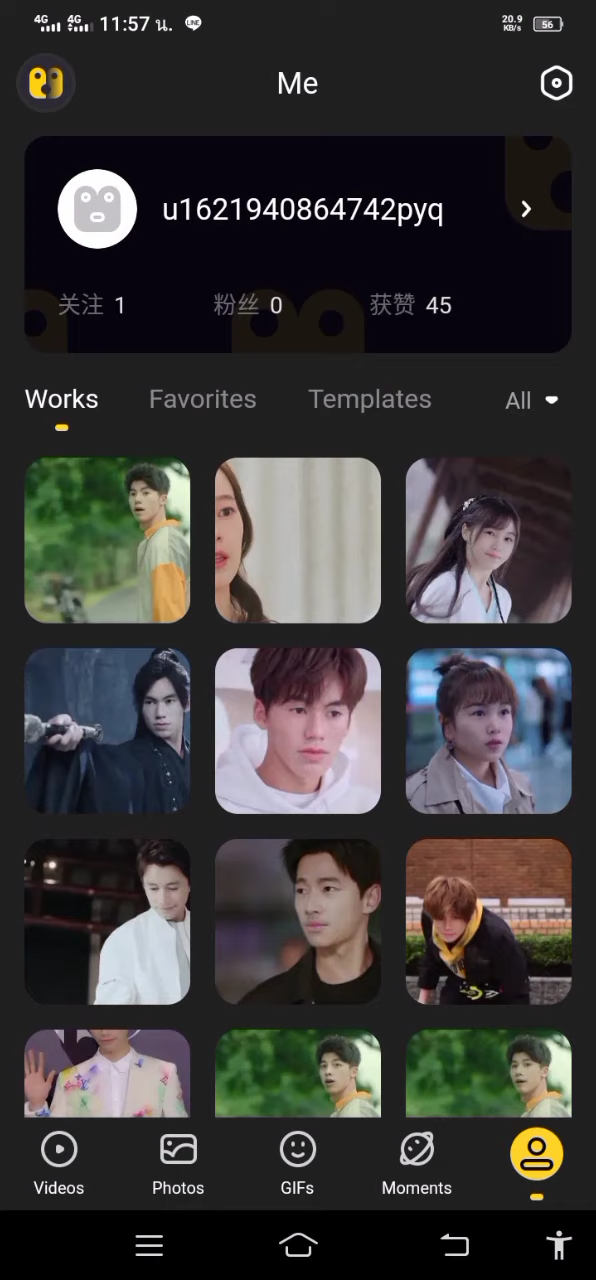 4G 4G 11:57 น. LINE 20.9 KB/s 56
Me
u1621940864742pyq
关注 1 粉丝 0 获赞 45
Works Favorites Templates All
Videos Photos GIFs Moments